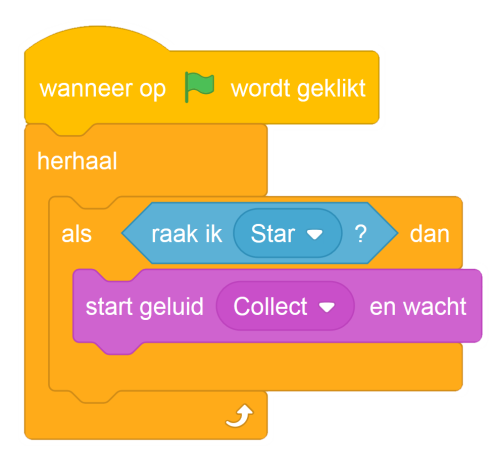 wanneer op wordt geklikt
herhaal
als raak ik Star ? dan
start geluid Collect en wacht